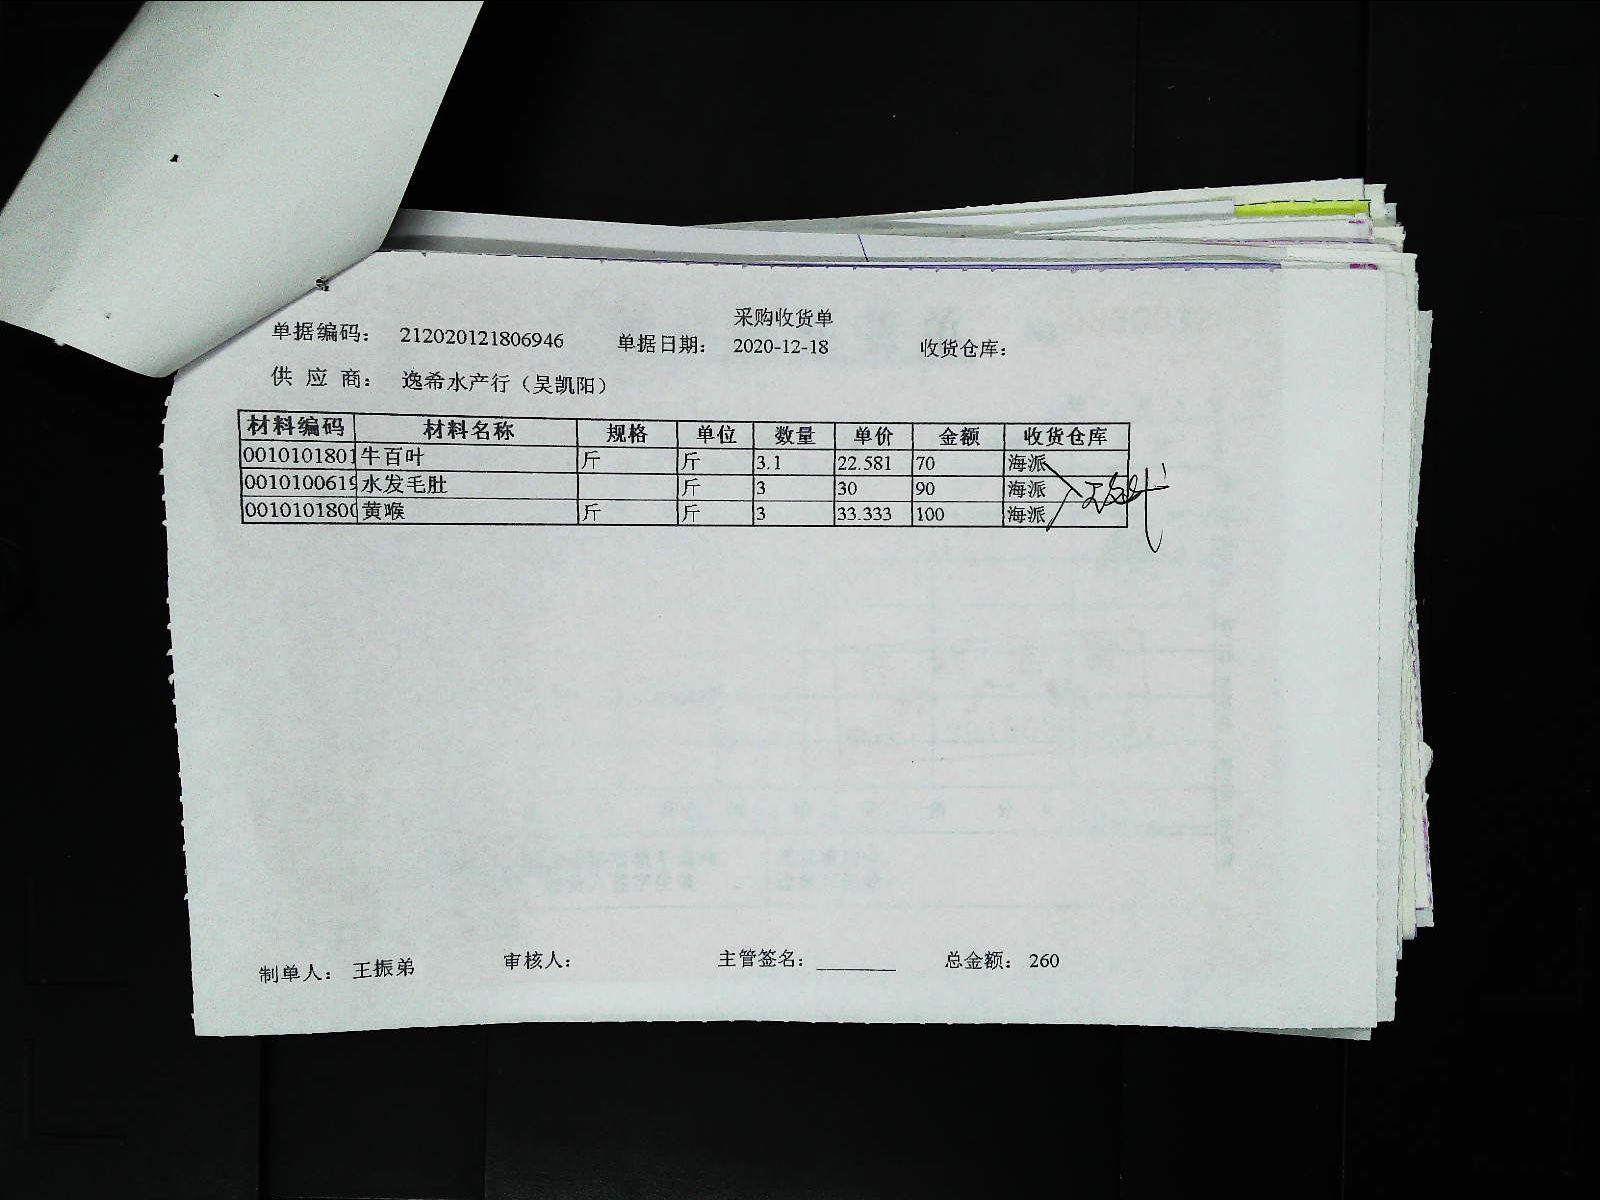 采购收货单
单据编码： 212020121806946 单据日期： 2020-12-18 收货仓库：
供 应 商： 逸希水产行（吴凯阳）
材料编码 材料名称 规格 单位 数量 单价 金额 收货仓库
0010101801 牛百叶 斤 斤 3.1 22.581 70 海派
001010061 水发毛肚 斤 3 30 90 海派
001010180 黄喉 斤 斤 3 33.333 100 海派
制单人： 王振弟 审核人： 主管签名： 总金额： 260